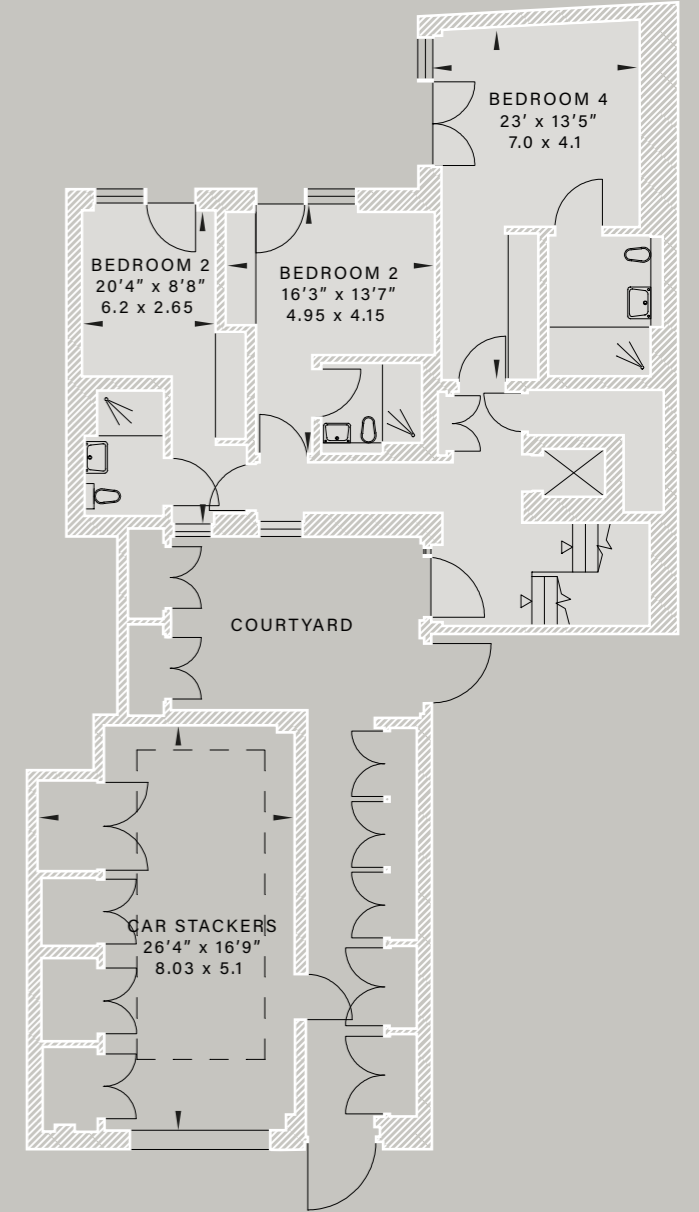 BEDROOM 4
23′ x 13′5″
7.0 x 4.1
BEDROOM 2
20′4″ x 8′8″
6.2 x 2.65
BEDROOM 2
16′3″ x 13′7″
4.95 x 4.15
COURTYARD
CAR STACKERS
26′4″ x 16′9″
8.03 x 5.1